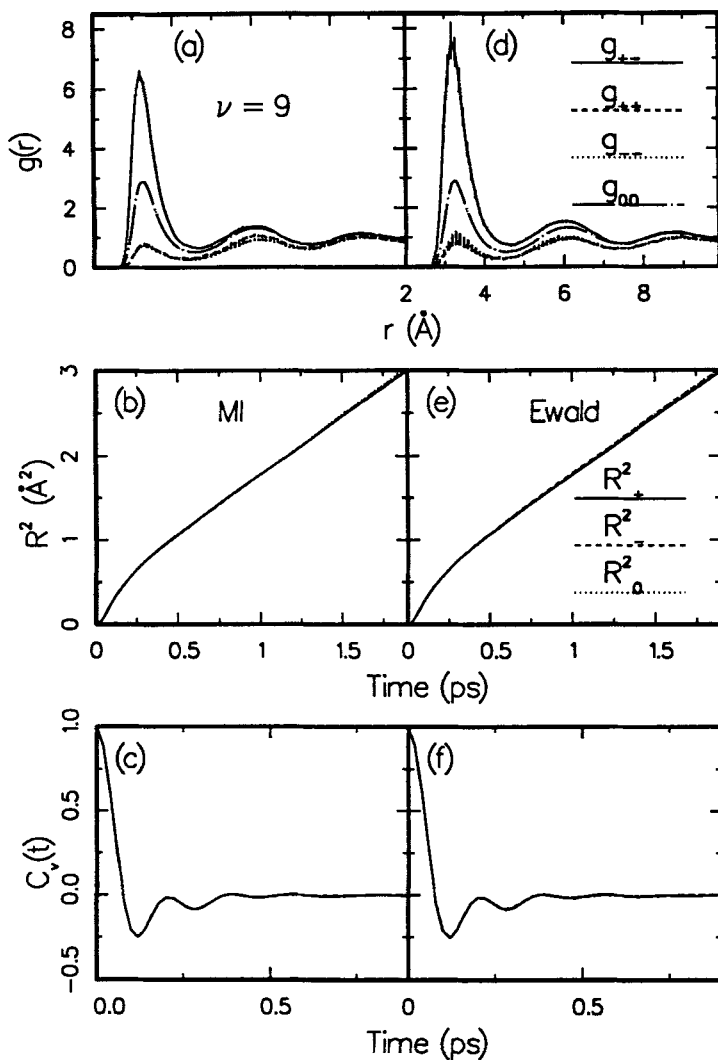 8
6
4
2
0
g(r)
(a)
ν = 9
(d)
g₊₋
g₊₊
g₋₋
g₀₀
2 4 6 8
r (Å)
3
2
1
0
R² (Å²)
(b)
MI
(e)
Ewald
R²₊
R²₋
R²₀
0 0.5 1 1.5 0 0.5 1 1.5
Time (ps)
1.0
0.5
0.0
−0.5
Cᵥ(t)
(c)
(f)
0.0 0.5 0 0.5
Time (ps) Time (ps)